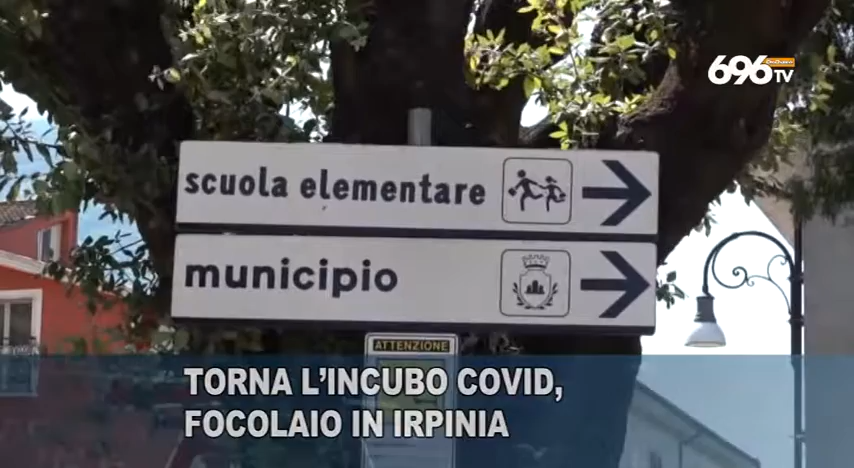 696 TV
scuola elementare
municipio
ATTENZIONE
TORNA L'INCUBO COVID,
FOCOLAIO IN IRPINIA